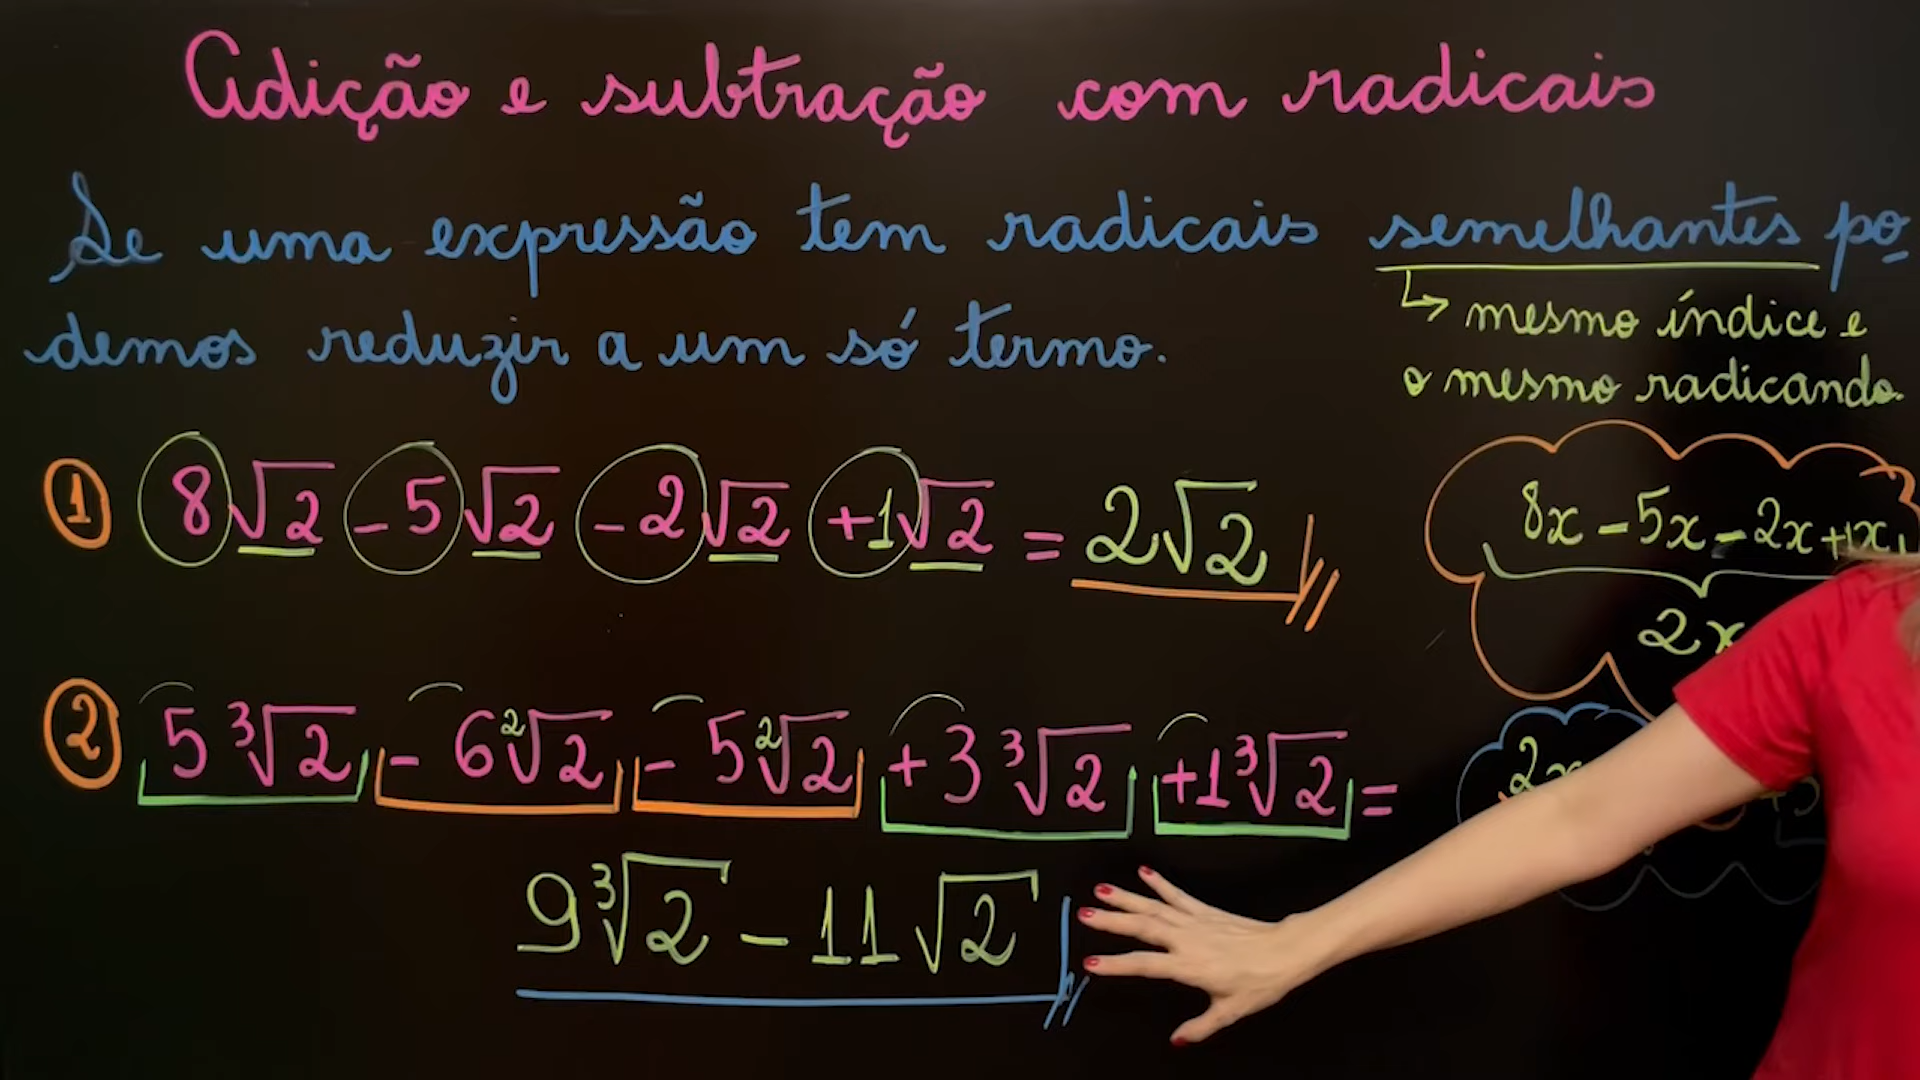 Adição e subtração com radicais
Se uma expressão tem radicais semelhantes po
demos reduzir a um só termo.
↳ mesmo índice e
o mesmo radicando.
① 8√2 - 5√2 - 2√2 + 1√2 = 2√2
8x - 5x - 2x + 1x
2x
② 5∛2 - 6²√2 - 5²√2 + 3∛2 + 1∛2 =
9∛2 - 11√2